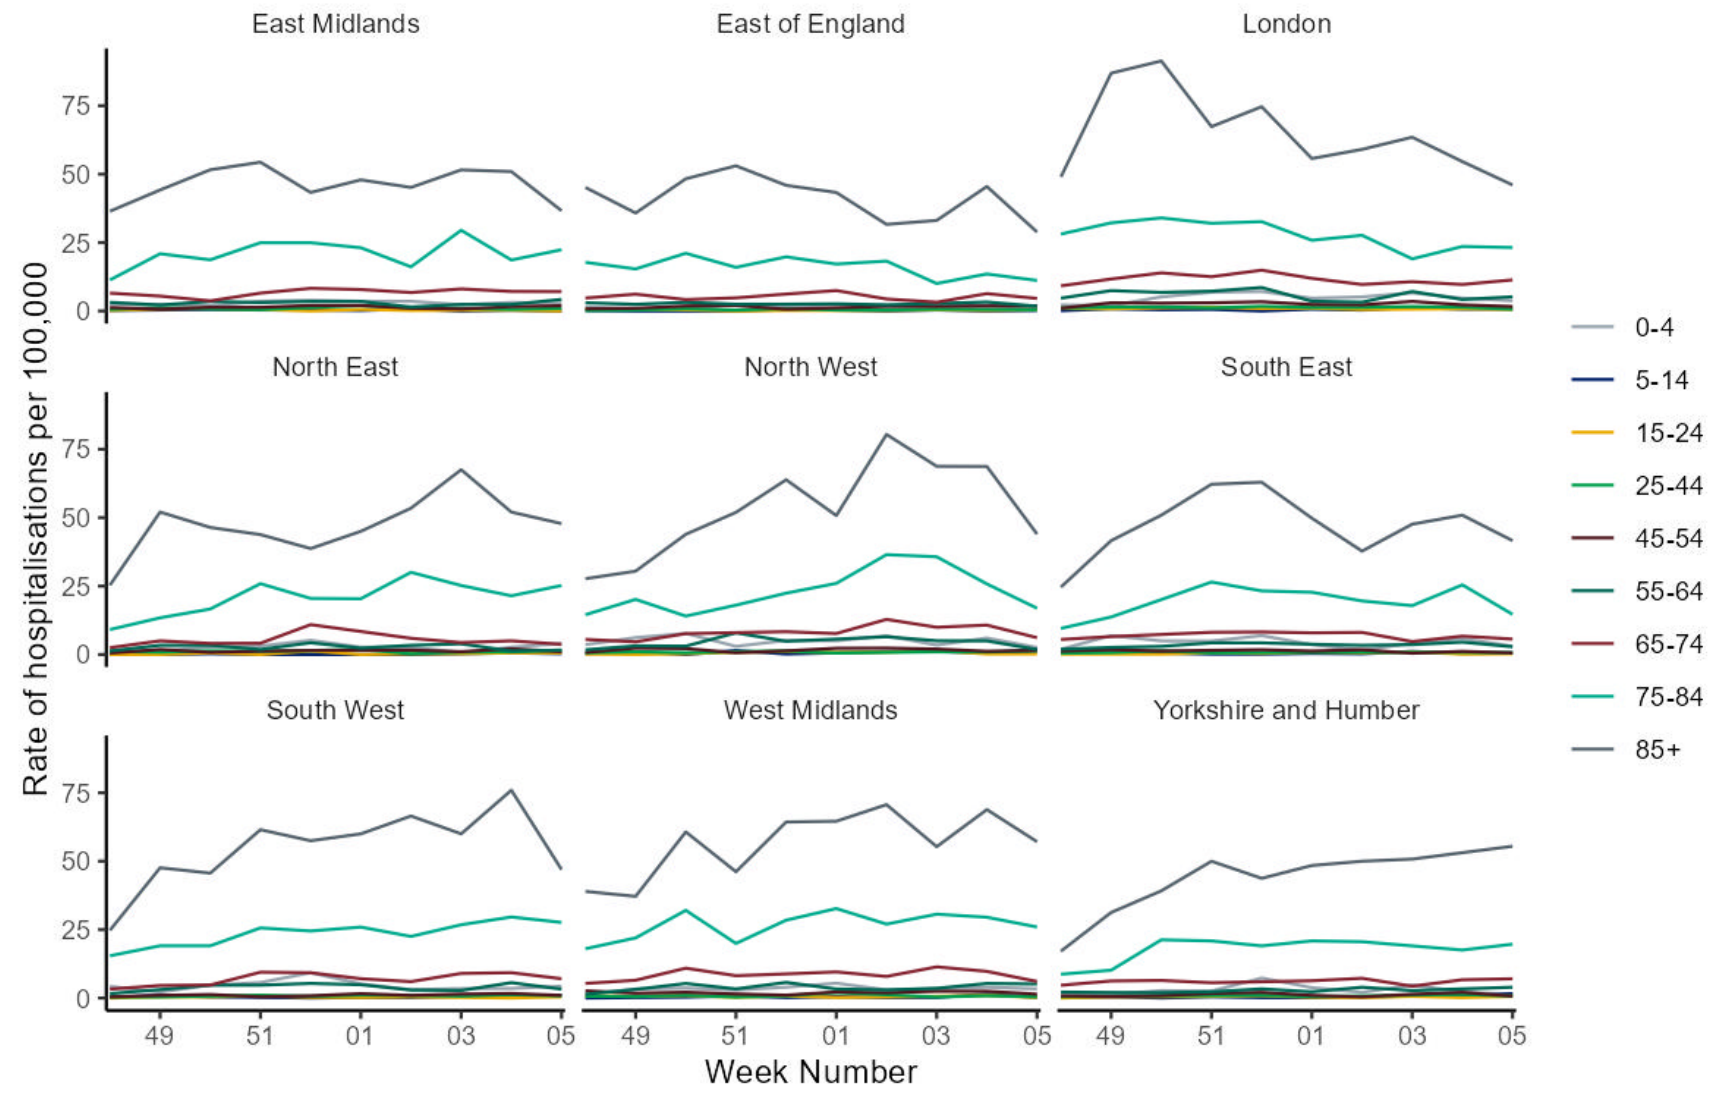 East Midlands
East of England
London
75
50
25
0
North East
North West
South East
75
50
25
0
South West
West Midlands
Yorkshire and Humber
75
50
25
0
49 51 01 03 05
49 51 01 03 05
49 51 01 03 05
Week Number
Rate of hospitalisations per 100,000
0-4
5-14
15-24
25-44
45-54
55-64
65-74
75-84
85+